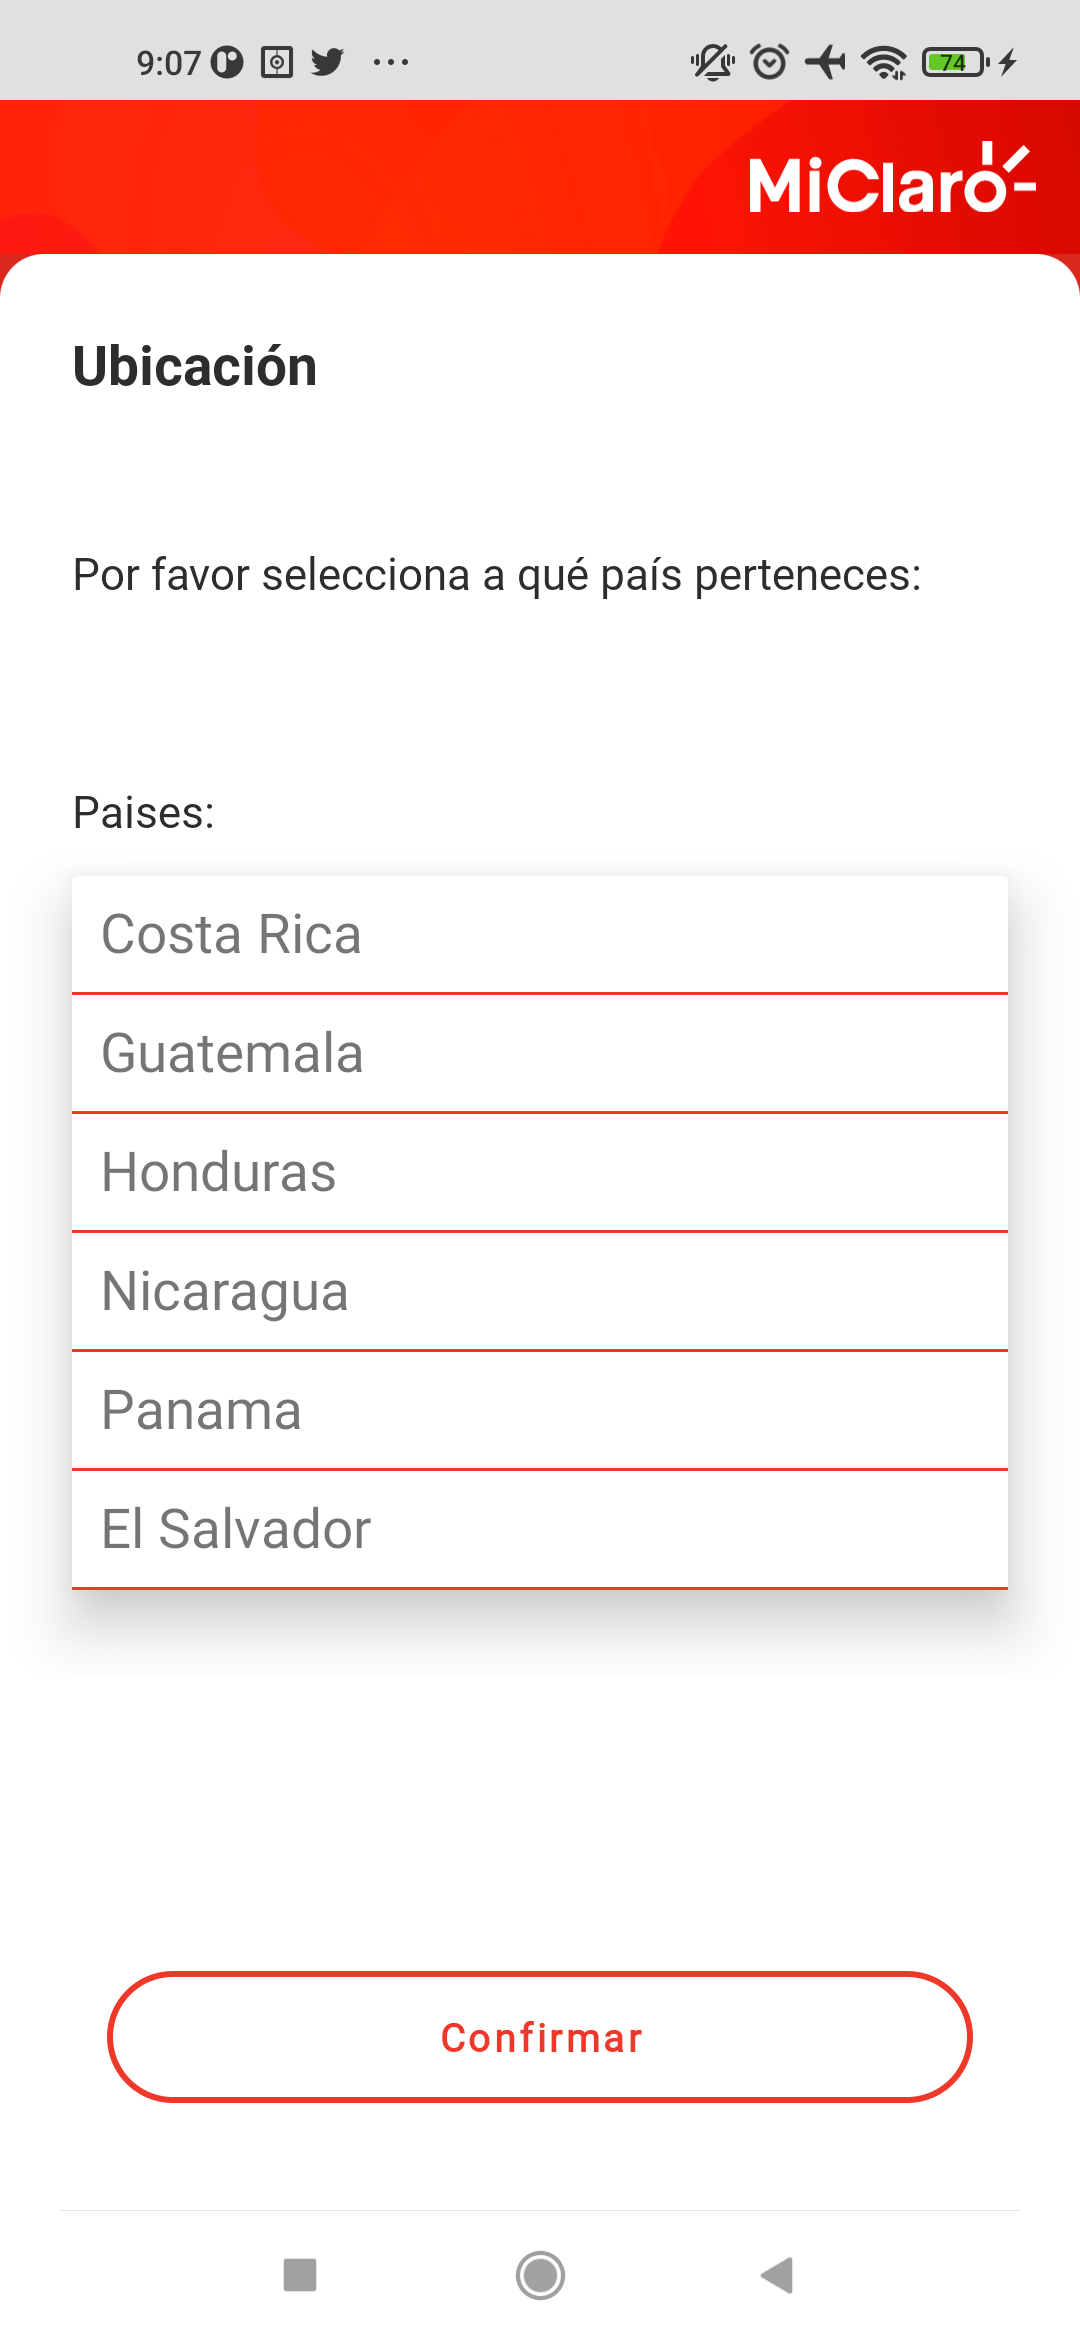 9:07
74
MiClaro
Ubicación
Por favor selecciona a qué país perteneces:
Paises:
Costa Rica
Guatemala
Honduras
Nicaragua
Panama
El Salvador
Confirmar